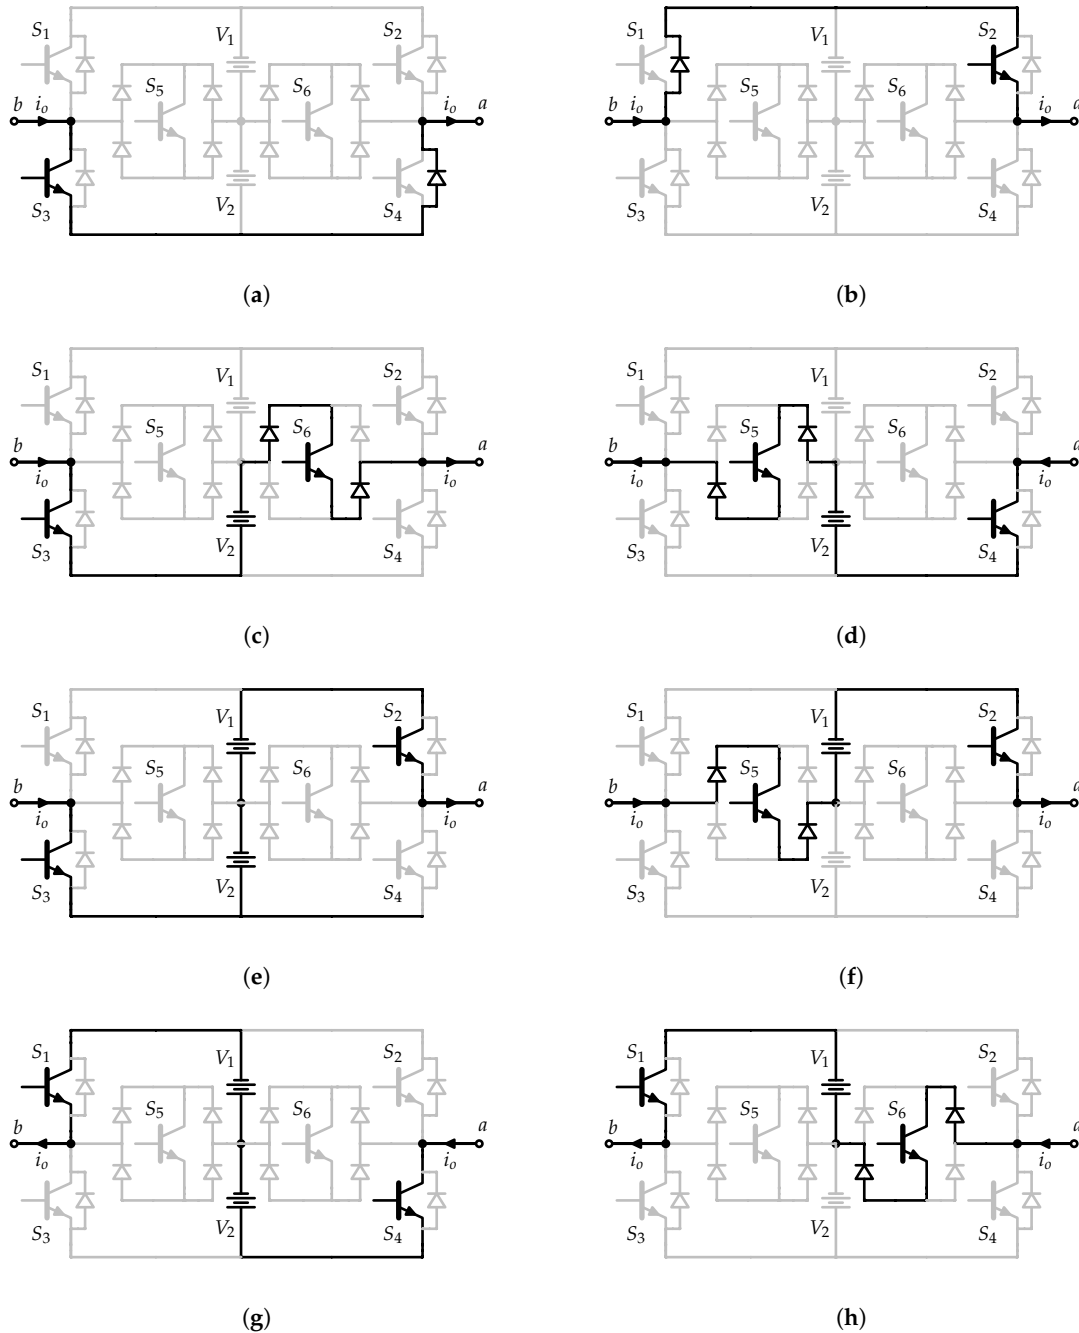 S1 V1 S2 S1 V1 S2
S5 S6 S5 S6
b io io a b io io a
V2 V2
S3 S4 S3 S4
(a) (b)
S1 V1 S2 S1 V1 S2
S5 S6 S5 S6
b a b a
io io io io
V2 V2
S3 S4 S3 S4
(c) (d)
S1 V1 S2 S1 V1 S2
S5 S6 S5 S6
b a b a
io io io io
V2 V2
S3 S4 S3 S4
(e) (f)
S1 V1 S2 S1 V1 S2
S5 S6 S5 S6
b a b a
io io io io
V2 V2
S3 S4 S3 S4
(g) (h)